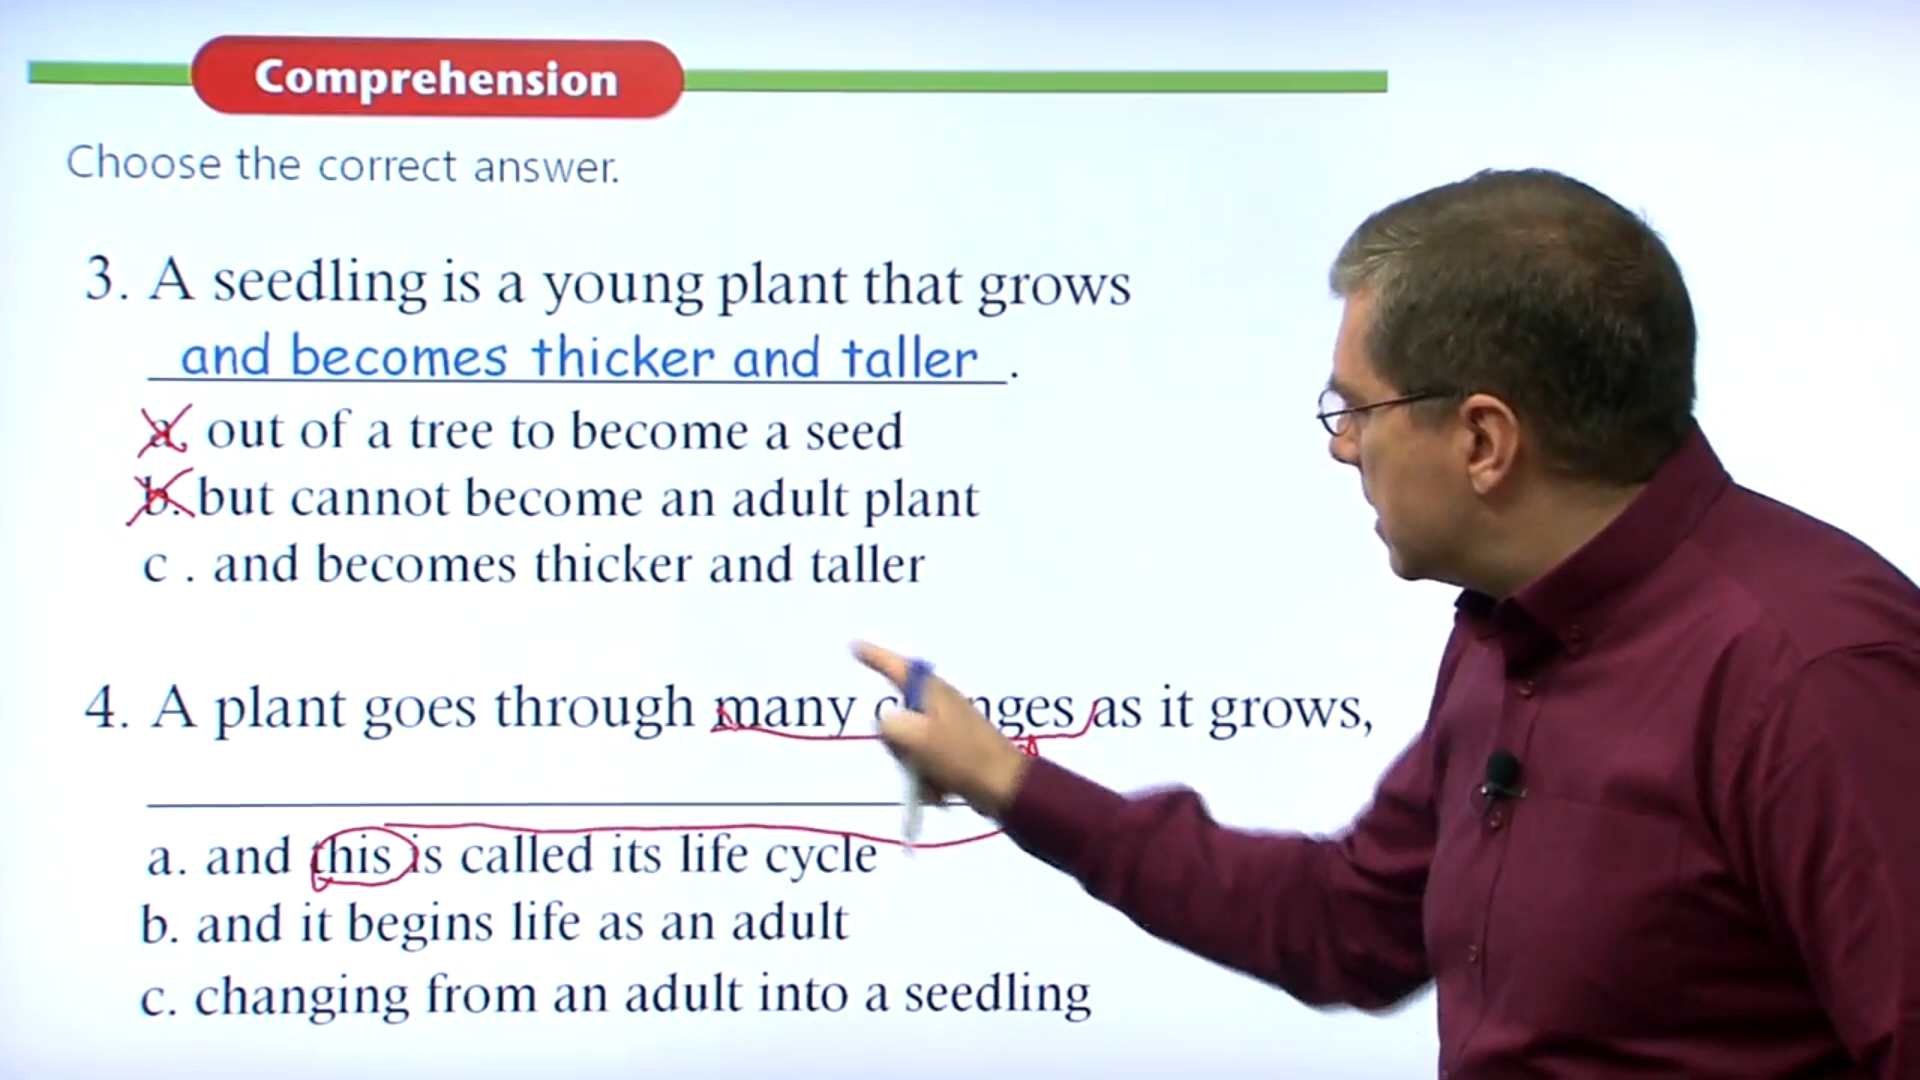 Comprehension
Choose the correct answer.
3. A seedling is a young plant that grows
and becomes thicker and taller.
a. out of a tree to become a seed
b. but cannot become an adult plant
c . and becomes thicker and taller
4. A plant goes through many as it grows,
a. and this is called its life cycle
b. and it begins life as an adult
c. changing from an adult into a seedling